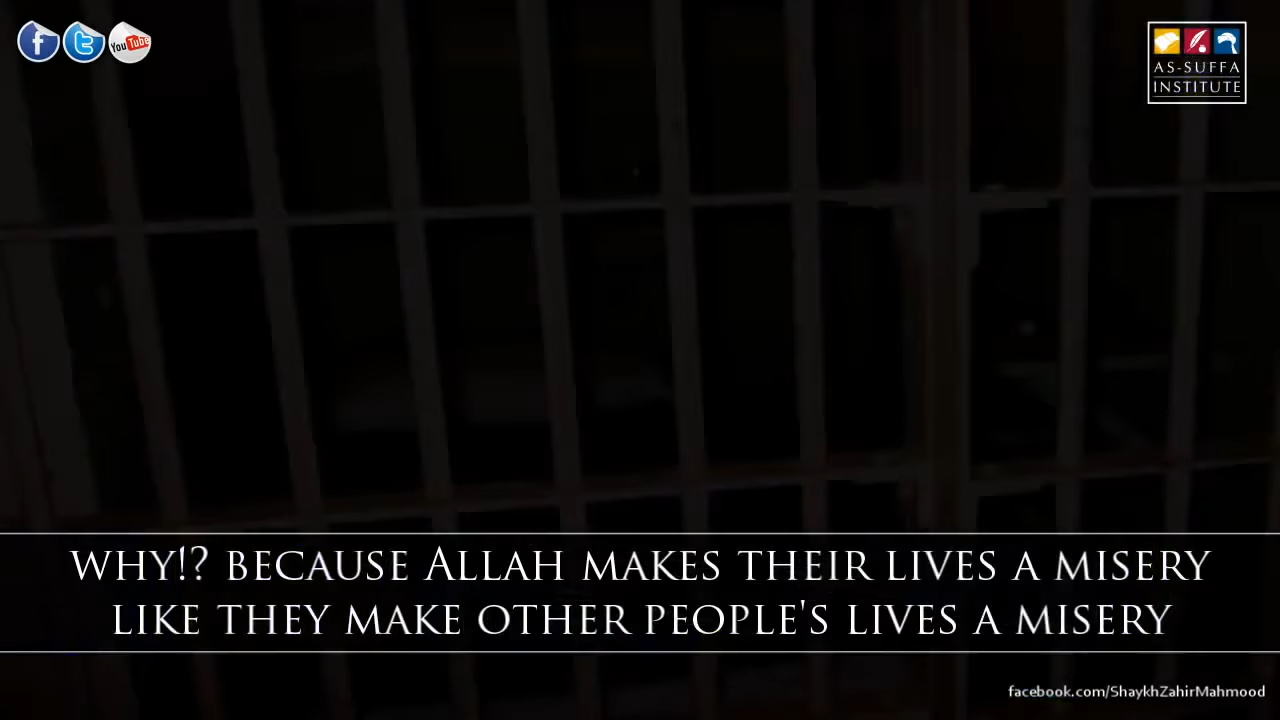 f
t
You Tube
AS-SUFFA
INSTITUTE
WHY!? BECAUSE ALLAH MAKES THEIR LIVES A MISERY
LIKE THEY MAKE OTHER PEOPLE'S LIVES A MISERY
facebook.com/ShaykhZahirMahmood